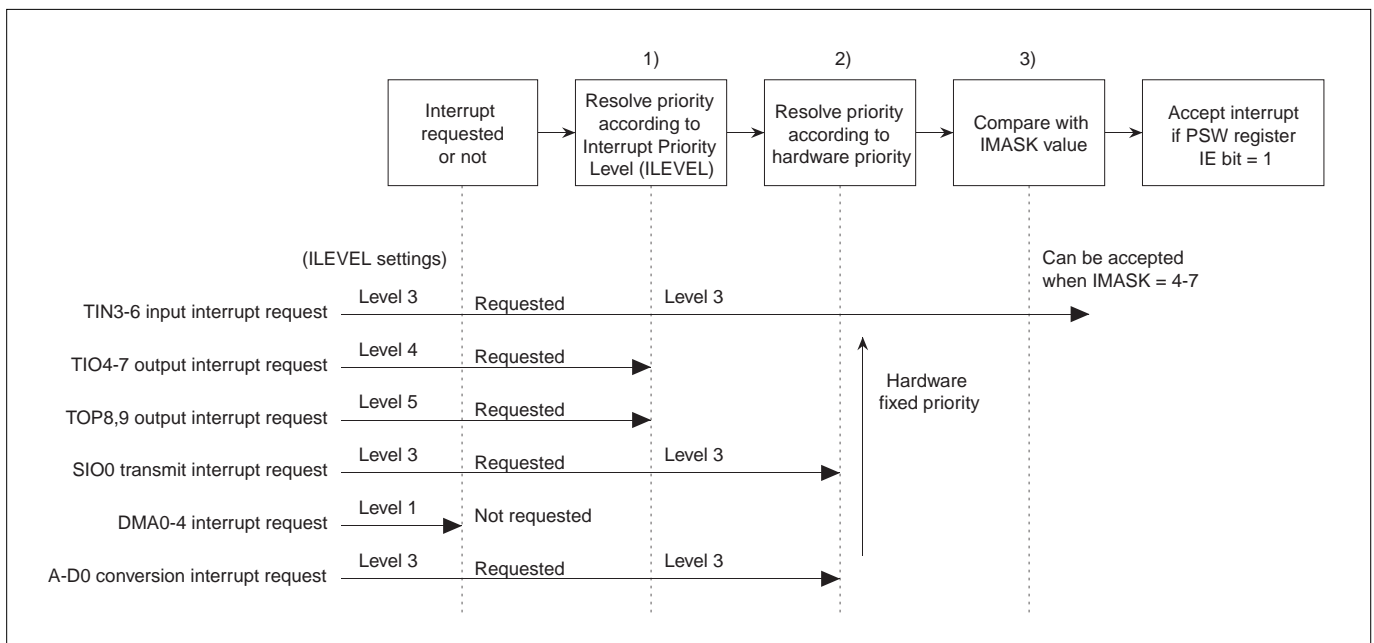 1)
2)
3)
Interrupt
requested
or not
Resolve priority
according to
Interrupt Priority
Level (ILEVEL)
Resolve priority
according to
hardware priority
Compare with
IMASK value
Accept interrupt
if PSW register
IE bit = 1
(ILEVEL settings)
Can be accepted
when IMASK = 4-7
TIN3-6 input interrupt request
Level 3
Requested
Level 3
TIO4-7 output interrupt request
Level 4
Requested
Hardware
fixed priority
TOP8,9 output interrupt request
Level 5
Requested
SIO0 transmit interrupt request
Level 3
Requested
Level 3
DMA0-4 interrupt request
Level 1
Not requested
A-D0 conversion interrupt request
Level 3
Requested
Level 3